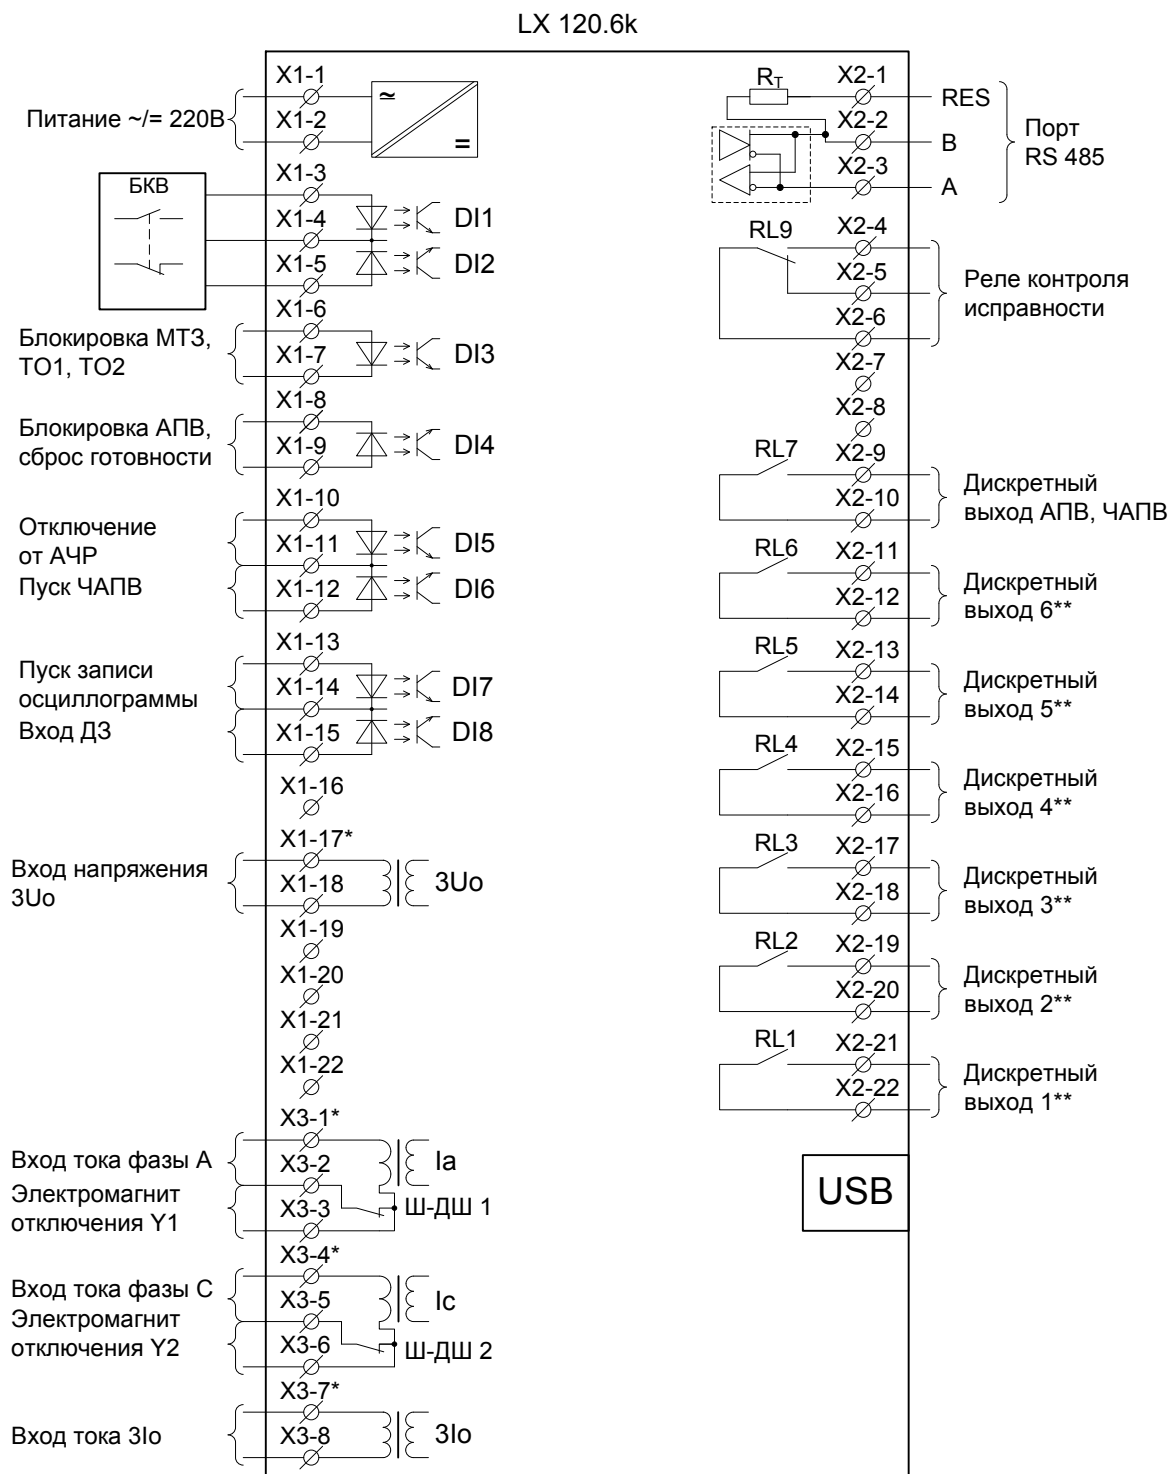 LX 120.6k
X1-1
Питание ~/= 220В
X1-2
≃
=
БКВ
X1-3
X1-4
DI1
X1-5
DI2
X1-6
Блокировка МТЗ,
ТО1, ТО2
X1-7
DI3
X1-8
Блокировка АПВ,
сброс готовности
X1-9
DI4
X1-10
Отключение
от АЧР
X1-11
DI5
Пуск ЧАПВ
X1-12
DI6
X1-13
Пуск записи
осциллограммы
X1-14
DI7
Вход ДЗ
X1-15
DI8
X1-16
X1-17*
Вход напряжения
3Uo
X1-18
3Uo
X1-19
X1-20
X1-21
X1-22
X3-1*
Вход тока фазы А
X3-2
Ia
Электромагнит
отключения Y1
X3-3
Ш-ДШ 1
X3-4*
Вход тока фазы С
X3-5
Ic
Электромагнит
отключения Y2
X3-6
Ш-ДШ 2
X3-7*
Вход тока 3Io
X3-8
3Io
RT
X2-1
RES
X2-2
B
X2-3
A
Порт
RS 485
RL9
X2-4
X2-5
X2-6
Реле контроля
исправности
X2-7
X2-8
RL7
X2-9
X2-10
Дискретный
выход АПВ, ЧАПВ
RL6
X2-11
X2-12
Дискретный
выход 6**
RL5
X2-13
X2-14
Дискретный
выход 5**
RL4
X2-15
X2-16
Дискретный
выход 4**
RL3
X2-17
X2-18
Дискретный
выход 3**
RL2
X2-19
X2-20
Дискретный
выход 2**
RL1
X2-21
X2-22
Дискретный
выход 1**
USB